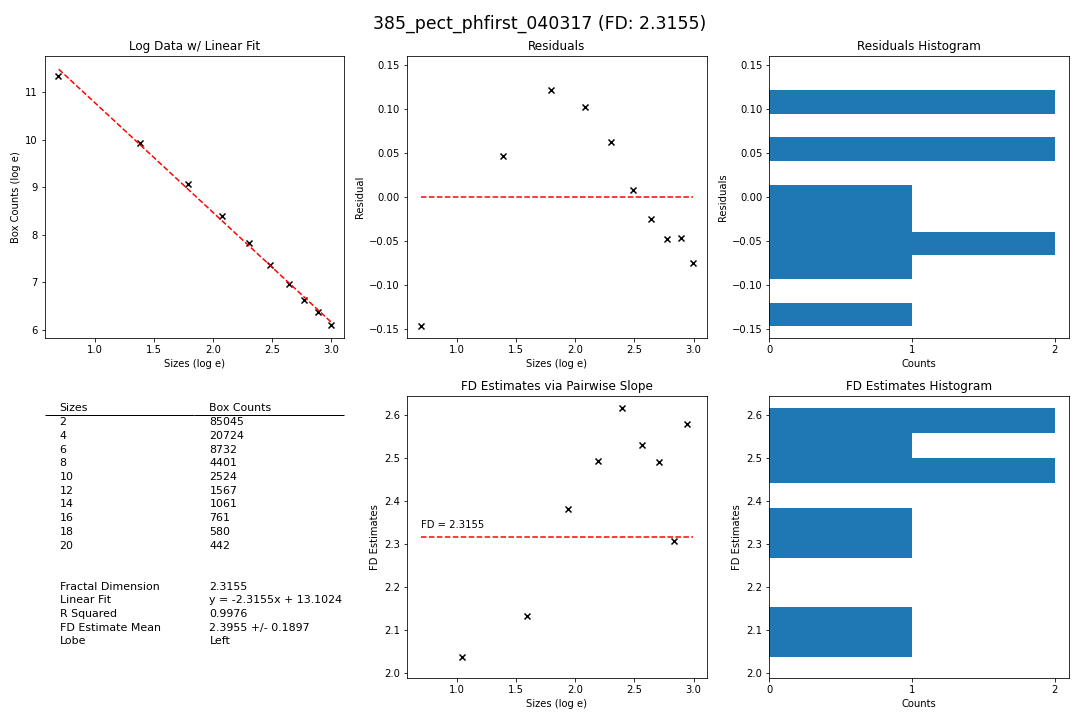 385_pect_phfirst_040317 (FD: 2.3155)
Log Data w/ Linear Fit
Box Counts (log e)
11
10
9
8
7
6
1.0 1.5 2.0 2.5 3.0
Sizes (log e)
Residuals
Residual
0.15
0.10
0.05
0.00
−0.05
−0.10
−0.15
1.0 1.5 2.0 2.5 3.0
Sizes (log e)
Residuals Histogram
Residuals
0.15
0.10
0.05
0.00
−0.05
−0.10
−0.15
0 1 2
Counts
Sizes Box Counts
2 85045
4 20724
6 8732
8 4401
10 2524
12 1567
14 1061
16 761
18 580
20 442
Fractal Dimension 2.3155
Linear Fit y = -2.3155x + 13.1024
R Squared 0.9976
FD Estimate Mean 2.3955 +/- 0.1897
Lobe Left
FD Estimates via Pairwise Slope
FD Estimates
2.6
2.5
2.4
2.3
2.2
2.1
2.0
FD = 2.3155
1.0 1.5 2.0 2.5 3.0
Sizes (log e)
FD Estimates Histogram
FD Estimates
2.6
2.5
2.4
2.3
2.2
2.1
2.0
0 1 2
Counts